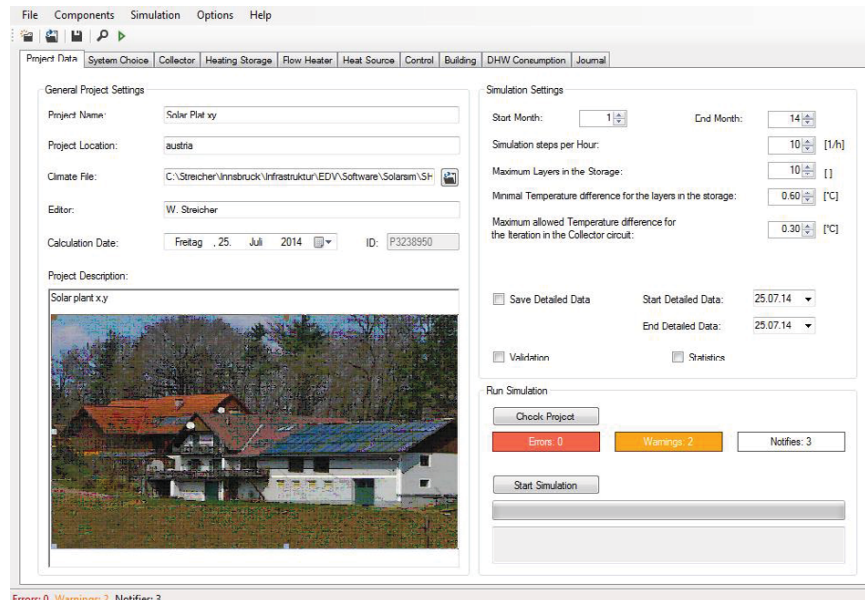 File Components Simulation Options Help
Project Data System Choice Collector Heating Storage Flow Heater Heat Source Control Building DHW Consumption Journal
General Project Settings
Project Name: Solar Plat xy
Project Location: austria
Climate File: C:\Streicher\Innsbruck\Infrastruktur\EDV\Software\Solarsim\SH
Editor: W. Streicher
Calculation Date: Freitag , 25. Juli 2014 ID: P3238950
Project Description:
Solar plant x,y
Simulation Settings
Start Month: 1 End Month: 14
Simulation steps per Hour: 10 [1/h]
Maximum Layers in the Storage: 10 [ ]
Minimal Temperature difference for the layers in the storage: 0.60 [°C]
Maximum allowed Temperature difference for
the Iteration in the Collector circuit: 0.30 [°C]
Save Detailed Data Start Detailed Data: 25.07.14
End Detailed Data: 25.07.14
Validation Statistics
Run Simulation
Check Project
Errors: 0 Warnings: 2 Notifies: 3
Start Simulation
Errors: 0 Warnings: 2 Notifies: 3